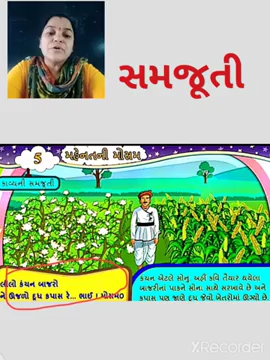 સમજૂતી
5 મહેનતની મોસમ
કાવ્યની સમજૂતી
લીલો કંચન બાજરો
ને ઊજળો દૂધ કપાસ રે... ભાઈ ! મોસમ૦
કંચન એટલે સોનુ. અહીં કવિ તૈયાર થયેલા
બાજરીના પાકને સોના સાથે સરખાવે છે અને
કપાસ પણ જાણે દૂધ જેવો ખેતરોમાં ઊગ્યો છે.
XRecorder